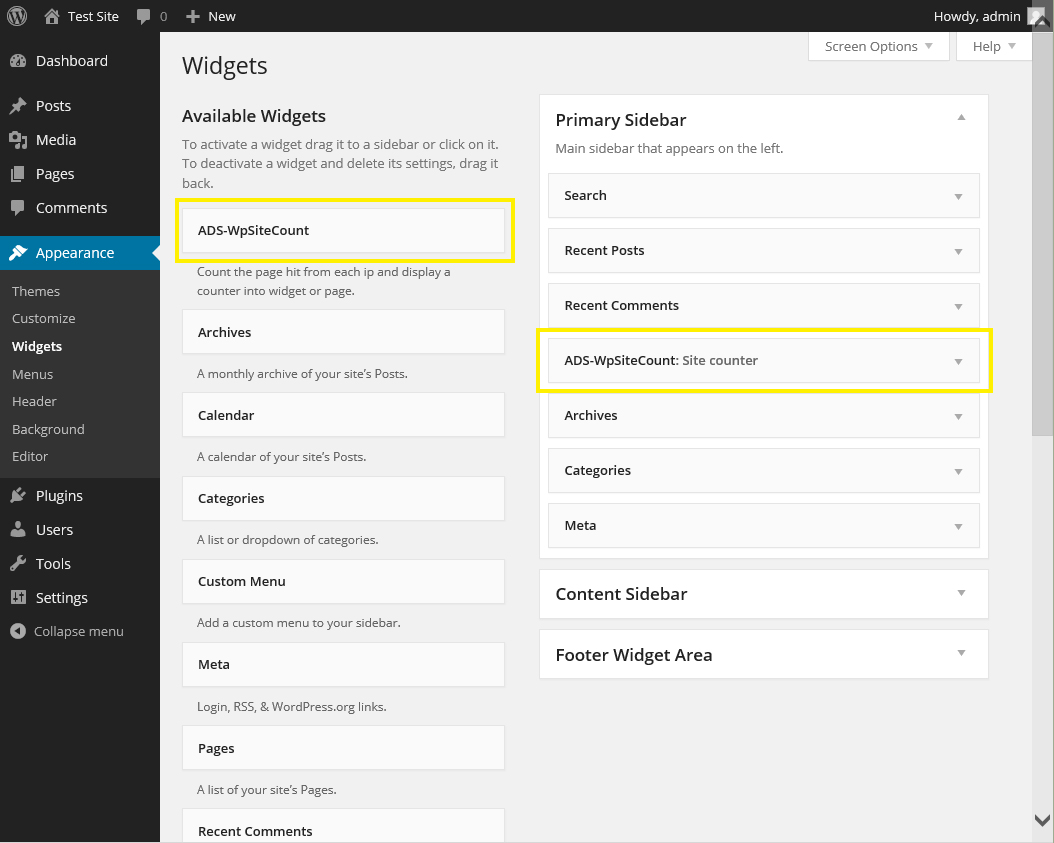 Test Site
0
New
Howdy, admin
Dashboard
Posts
Media
Pages
Comments
Appearance
Themes
Customize
Widgets
Menus
Header
Background
Editor
Plugins
Users
Tools
Settings
Collapse menu
Screen Options
Help
Widgets
Available Widgets
To activate a widget drag it to a sidebar or click on it.
To deactivate a widget and delete its settings, drag it
back.
ADS-WpSiteCount
Count the page hit from each ip and display a
counter into widget or page.
Archives
A monthly archive of your site’s Posts.
Calendar
A calendar of your site’s Posts.
Categories
A list or dropdown of categories.
Custom Menu
Add a custom menu to your sidebar.
Meta
Login, RSS, & WordPress.org links.
Pages
A list of your site’s Pages.
Recent Comments
Primary Sidebar
Main sidebar that appears on the left.
Search
Recent Posts
Recent Comments
ADS-WpSiteCount: Site counter
Archives
Categories
Meta
Content Sidebar
Footer Widget Area